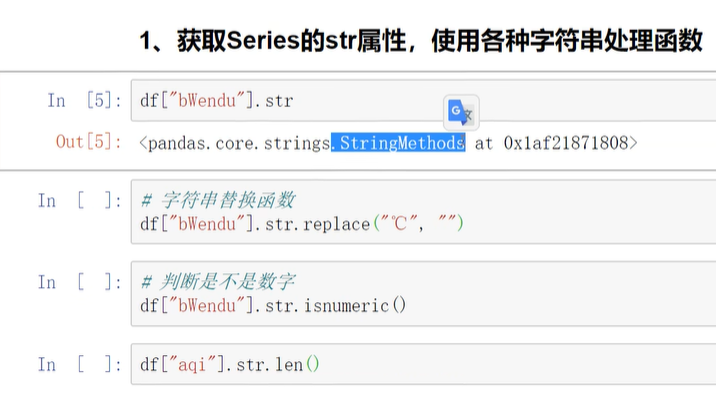 1、获取Series的str属性，使用各种字符串处理函数
In [5]: df["bWendu"].str
Out[5]: <pandas.core.strings.StringMethods at 0x1af21871808>
In [ ]: # 字符串替换函数
df["bWendu"].str.replace("℃", "")
In [ ]: # 判断是不是数字
df["bWendu"].str.isnumeric()
In [ ]: df["aqi"].str.len()